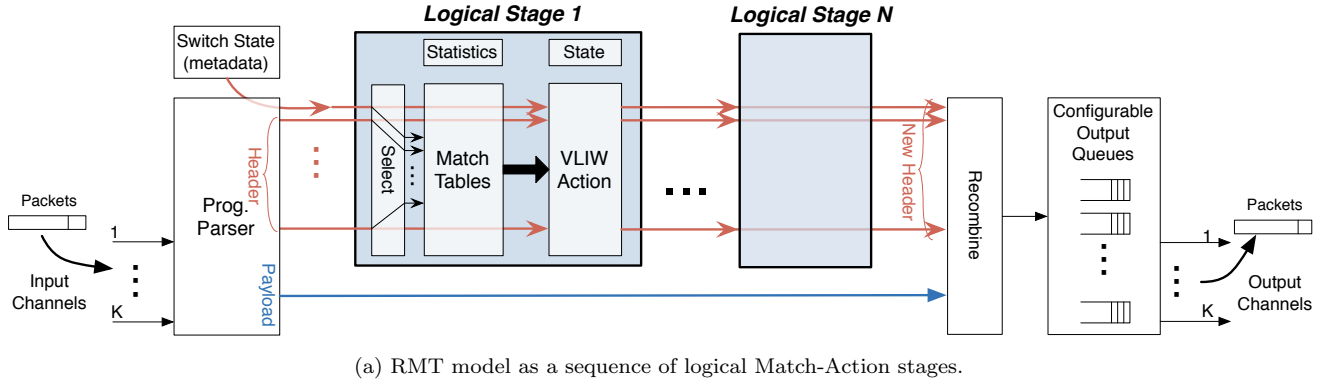 Logical Stage 1
Logical Stage N
Switch State
(metadata)
Statistics
State
Header
Select
Match
Tables
VLIW
Action
New Header
Recombine
Configurable
Output
Queues
Packets
Prog.
Parser
1
K
Input
Channels
Payload
Packets
1
K
Output
Channels
(a) RMT model as a sequence of logical Match-Action stages.